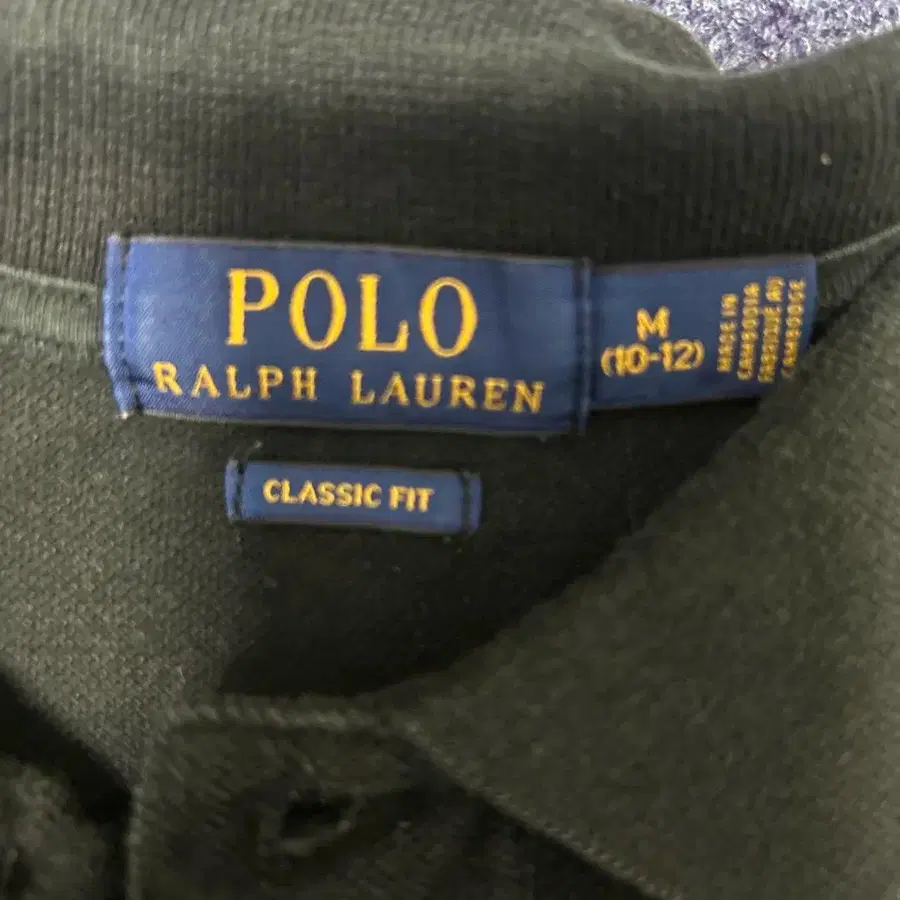 POLO
RALPH LAUREN
M
(10-12)
MADE IN
CAMBODIA
FABRIQUÉ AU
CAMBODGE
CLASSIC FIT